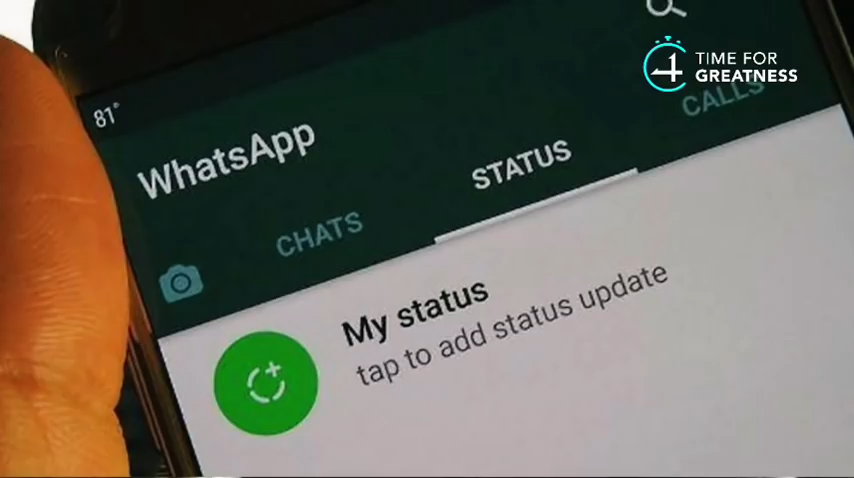 TIME FOR
GREATNESS
81°
WhatsApp
CHATS
STATUS
CALLS
My status
tap to add status update